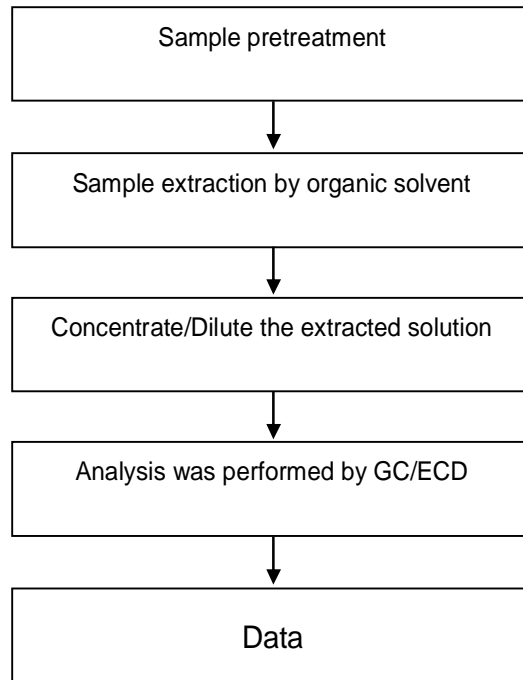 Sample pretreatment
Sample extraction by organic solvent
Concentrate/Dilute the extracted solution
Analysis was performed by GC/ECD
Data